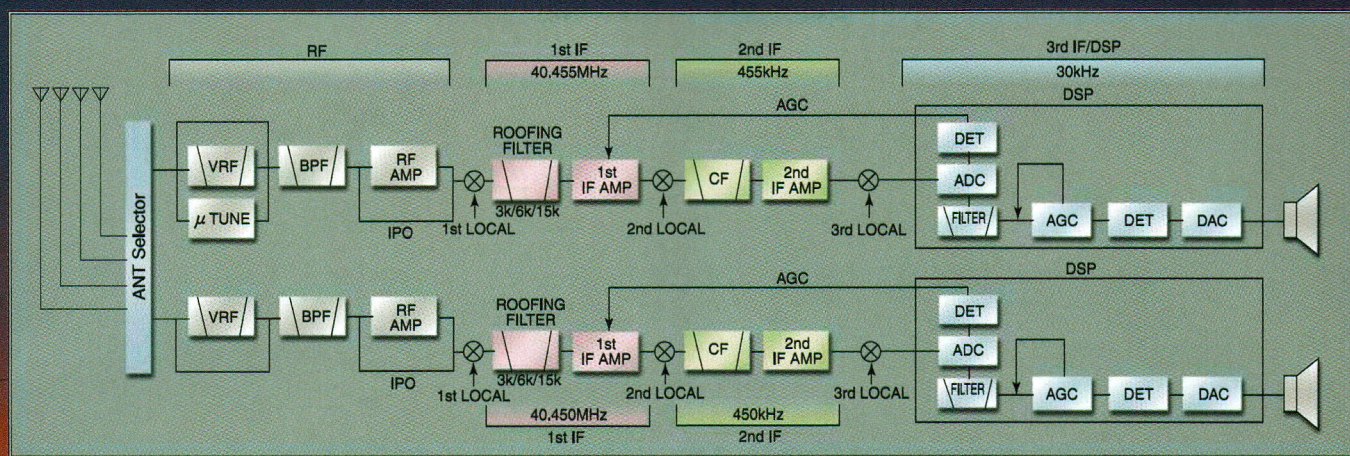 RF
1st IF
2nd IF
3rd IF/DSP
40.455MHz
455kHz
30kHz
DSP
AGC
ROOFING
FILTER
DET
VRF
BPF
RF
AMP
1st
IF AMP
CF
2nd
IF AMP
ADC
3k/6k/15k
μ TUNE
IPO
1st LOCAL
2nd LOCAL
3rd LOCAL
FILTER
AGC
DET
DAC
ANT Selector
DSP
AGC
ROOFING
FILTER
DET
VRF
BPF
RF
AMP
1st
IF AMP
CF
2nd
IF AMP
ADC
3k/6k/15k
IPO
1st LOCAL
2nd LOCAL
3rd LOCAL
FILTER
AGC
DET
DAC
40.450MHz
450kHz
1st IF
2nd IF